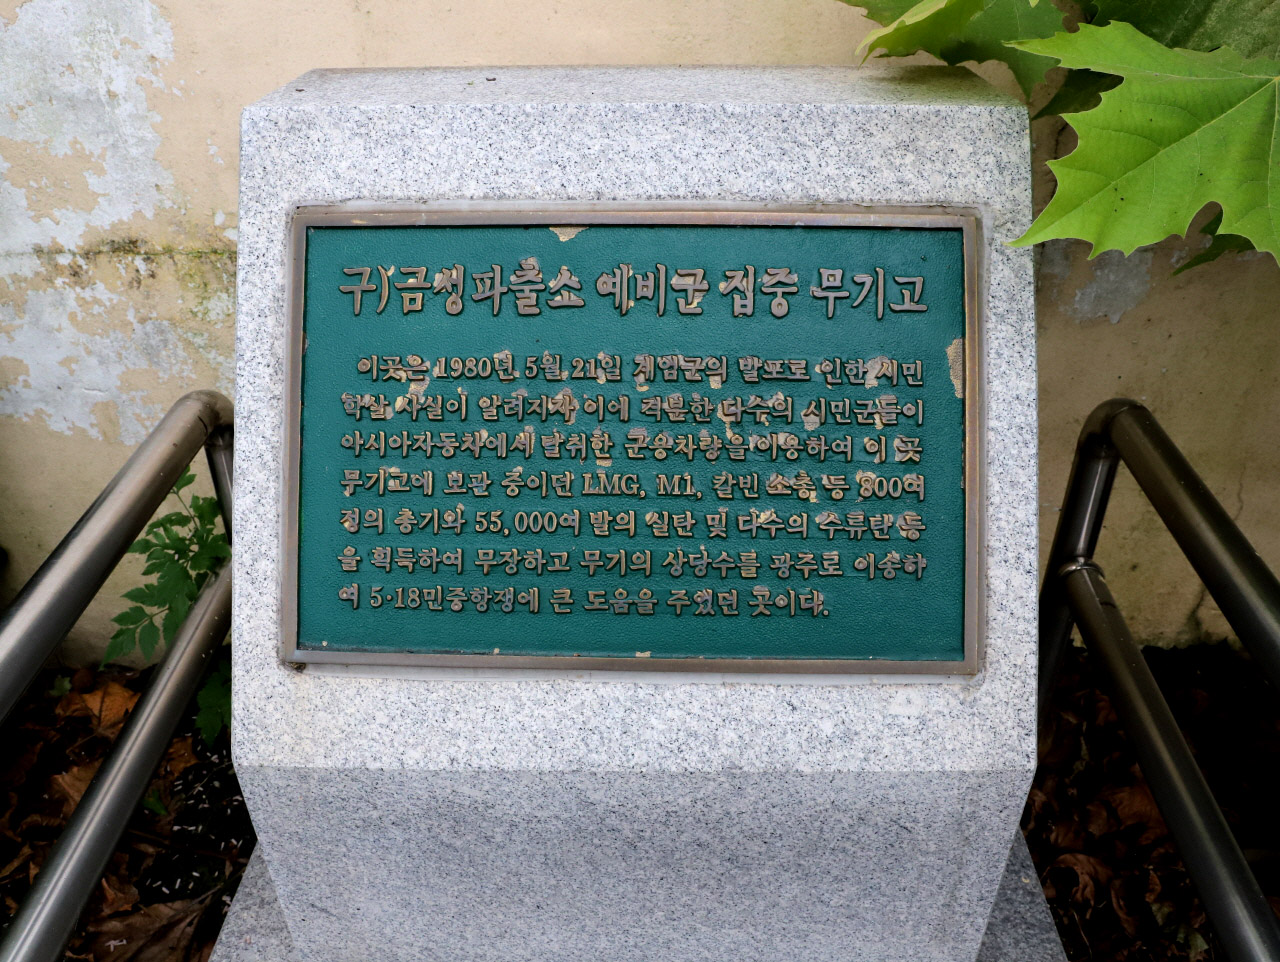 구)금성파출소 예비군 집중 무기고
이곳은 1980년 5월 21일 계엄군의 발포로 인한 시민
학살 사실이 알려지자 이에 격분한 다수의 시민군들이
아시아자동차에서 탈취한 군용차량을 이용하여 이 곳
무기고에 보관 중이던 LMG, M1, 칼빈 소총 등 800여
정의 총기와 55,000여 발의 실탄 및 다수의 수류탄 등
을 획득하여 무장하고 무기의 상당수를 광주로 이송하
여 5·18민중항쟁에 큰 도움을 주었던 곳이다.